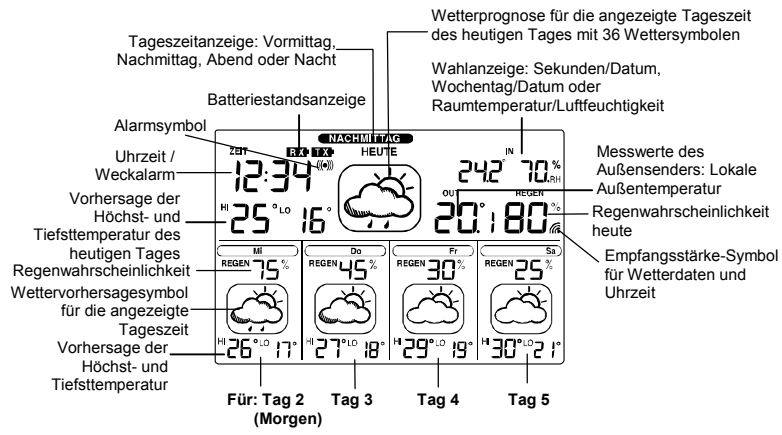 Wetterprognose für die angezeigte Tageszeit
des heutigen Tages mit 36 Wettersymbolen
Tageszeitanzeige: Vormittag,
Nachmittag, Abend oder Nacht
Wahlanzeige: Sekunden/Datum,
Wochentag/Datum oder
Raumtemperatur/Luftfeuchtigkeit
Batteriestandsanzeige
Alarmsymbol
Uhrzeit /
Weckalarm
Vorhersage der
Höchst- und
Tiefsttemperatur des
heutigen Tages
Regenwahrscheinlichkeit
Wettervorhersagesymbol
für die angezeigte
Tageszeit
Vorhersage der
Höchst- und
Tiefsttemperatur
NACHMITTAG
ZEIT RX TX HEUTE IN
12:34 24.2° 70.% RH
OUT REGEN
HI 25° LO 16° 20.1° 80%
Messwerte des
Außensenders: Lokale
Außentemperatur
Regenwahrscheinlichkeit
heute
Empfangsstärke-Symbol
für Wetterdaten und
Uhrzeit
Mi Do Fr Sa
REGEN 75% REGEN 45% REGEN 30% REGEN 25%
HI 26° LO 17° HI 27° LO 18° HI 29° LO 19° HI 30° LO 21°
Für: Tag 2 Tag 3 Tag 4 Tag 5
(Morgen)